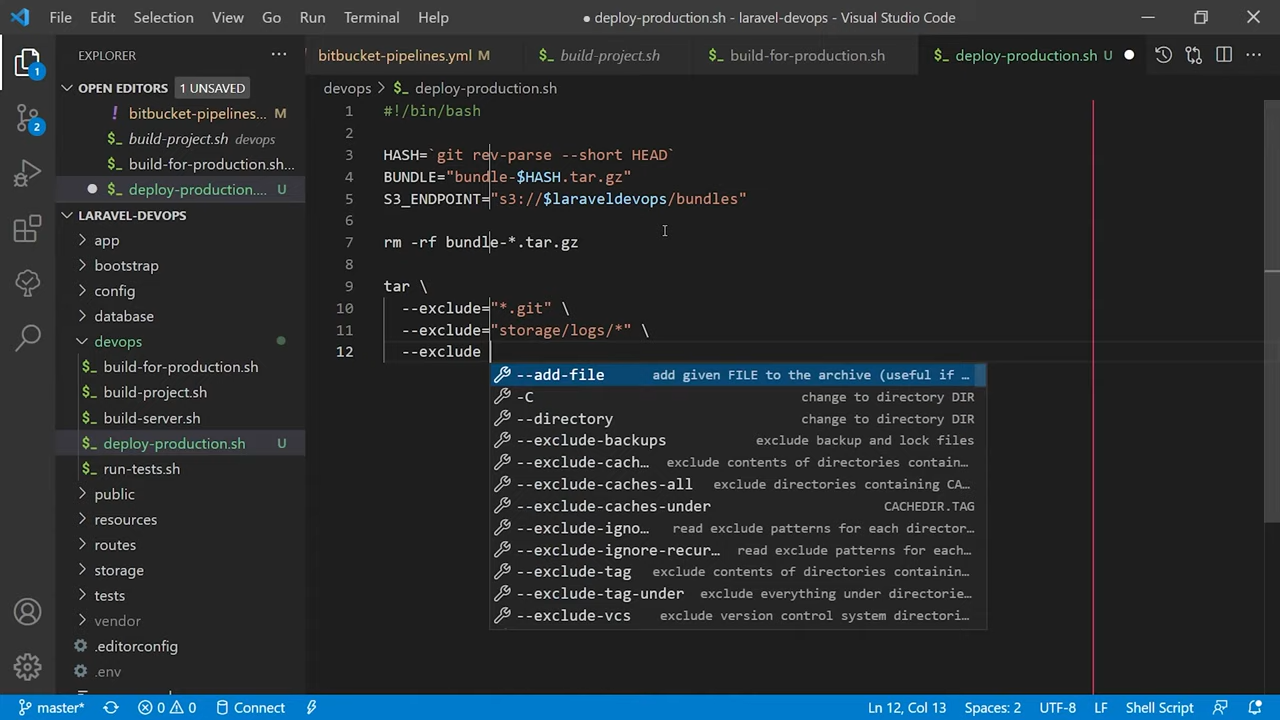 File Edit Selection View Go Run Terminal Help
● deploy-production.sh - laravel-devops - Visual Studio Code
EXPLORER ...
1
OPEN EDITORS 1 UNSAVED
! bitbucket-pipelines... M
$_ build-project.sh devops
$_ build-for-production.sh...
● $_ deploy-production.... U
2
LARAVEL-DEVOPS
app
bootstrap
config
database
devops
$_ build-for-production.sh
$_ build-project.sh
$_ build-server.sh
$_ deploy-production.sh U
$_ run-tests.sh
public
resources
routes
storage
tests
vendor
.editorconfig
.env
bitbucket-pipelines.yml M
$_ build-project.sh
$_ build-for-production.sh
$_ deploy-production.sh U ●
devops > $_ deploy-production.sh
1 #!/bin/bash
2
3 HASH=`git rev-parse --short HEAD`
4 BUNDLE="bundle-$HASH.tar.gz"
5 S3_ENDPOINT="s3://$laraveldevops/bundles"
6
7 rm -rf bundle-*.tar.gz
8
9 tar \
10 --exclude="*.git" \
11 --exclude="storage/logs/*" \
12 --exclude
--add-file add given FILE to the archive (useful if …
-C change to directory DIR
--directory change to directory DIR
--exclude-backups exclude backup and lock files
--exclude-cach… exclude contents of directories contain…
--exclude-caches-all exclude directories containing CA…
--exclude-caches-under CACHEDIR.TAG
--exclude-igno… read exclude patterns for each director…
--exclude-ignore-recur… read exclude patterns for each…
--exclude-tag exclude contents of directories containin…
--exclude-tag-under exclude everything under directorie…
--exclude-vcs exclude version control system directori…
master* 0 0 Connect
Ln 12, Col 13 Spaces: 2 UTF-8 LF Shell Script